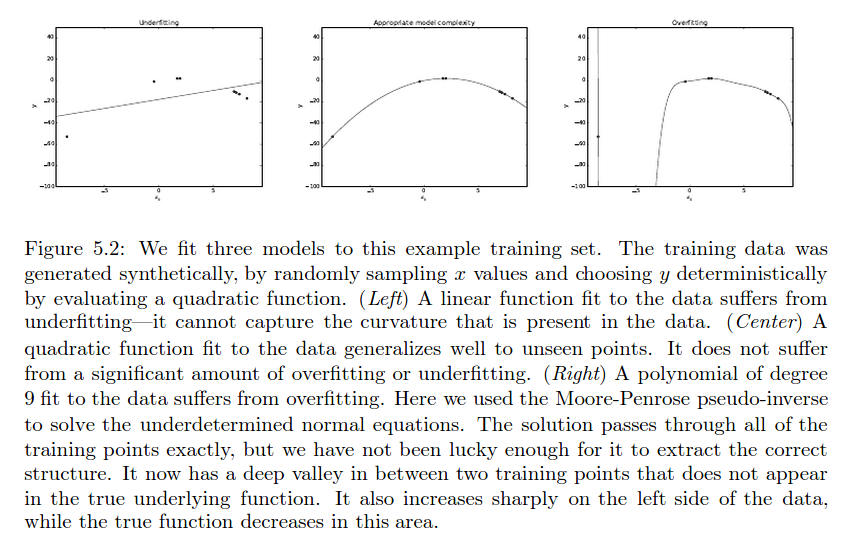 Underfitting
Appropriate model complexity
Overfitting
40
20
0
−20
−40
−60
−80
−100
y
−5
0
5
40
20
0
−20
−40
−60
−80
−100
y
−5
0
5
40
20
0
−20
−40
−60
−80
−100
y
−5
0
5
Figure 5.2: We fit three models to this example training set. The training data was
generated synthetically, by randomly sampling x values and choosing y deterministically
by evaluating a quadratic function. (Left) A linear function fit to the data suffers from
underfitting—it cannot capture the curvature that is present in the data. (Center) A
quadratic function fit to the data generalizes well to unseen points. It does not suffer
from a significant amount of overfitting or underfitting. (Right) A polynomial of degree
9 fit to the data suffers from overfitting. Here we used the Moore-Penrose pseudo-inverse
to solve the underdetermined normal equations. The solution passes through all of the
training points exactly, but we have not been lucky enough for it to extract the correct
structure. It now has a deep valley in between two training points that does not appear
in the true underlying function. It also increases sharply on the left side of the data,
while the true function decreases in this area.